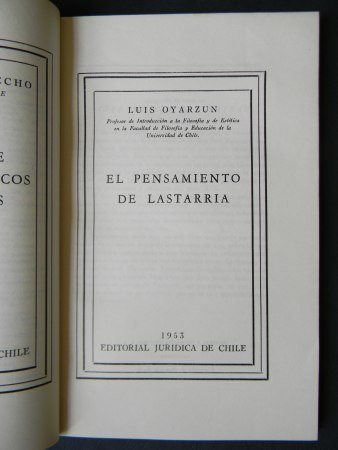 ECHO
E
E
COS
S
CHILE
LUIS OYARZUN
Profesor de Introducción a la Filosofía y de Estética
en la Facultad de Filosofía y Educación de la
Universidad de Chile.
EL PENSAMIENTO
DE LASTARRIA
1953
EDITORIAL JURIDICA DE CHILE